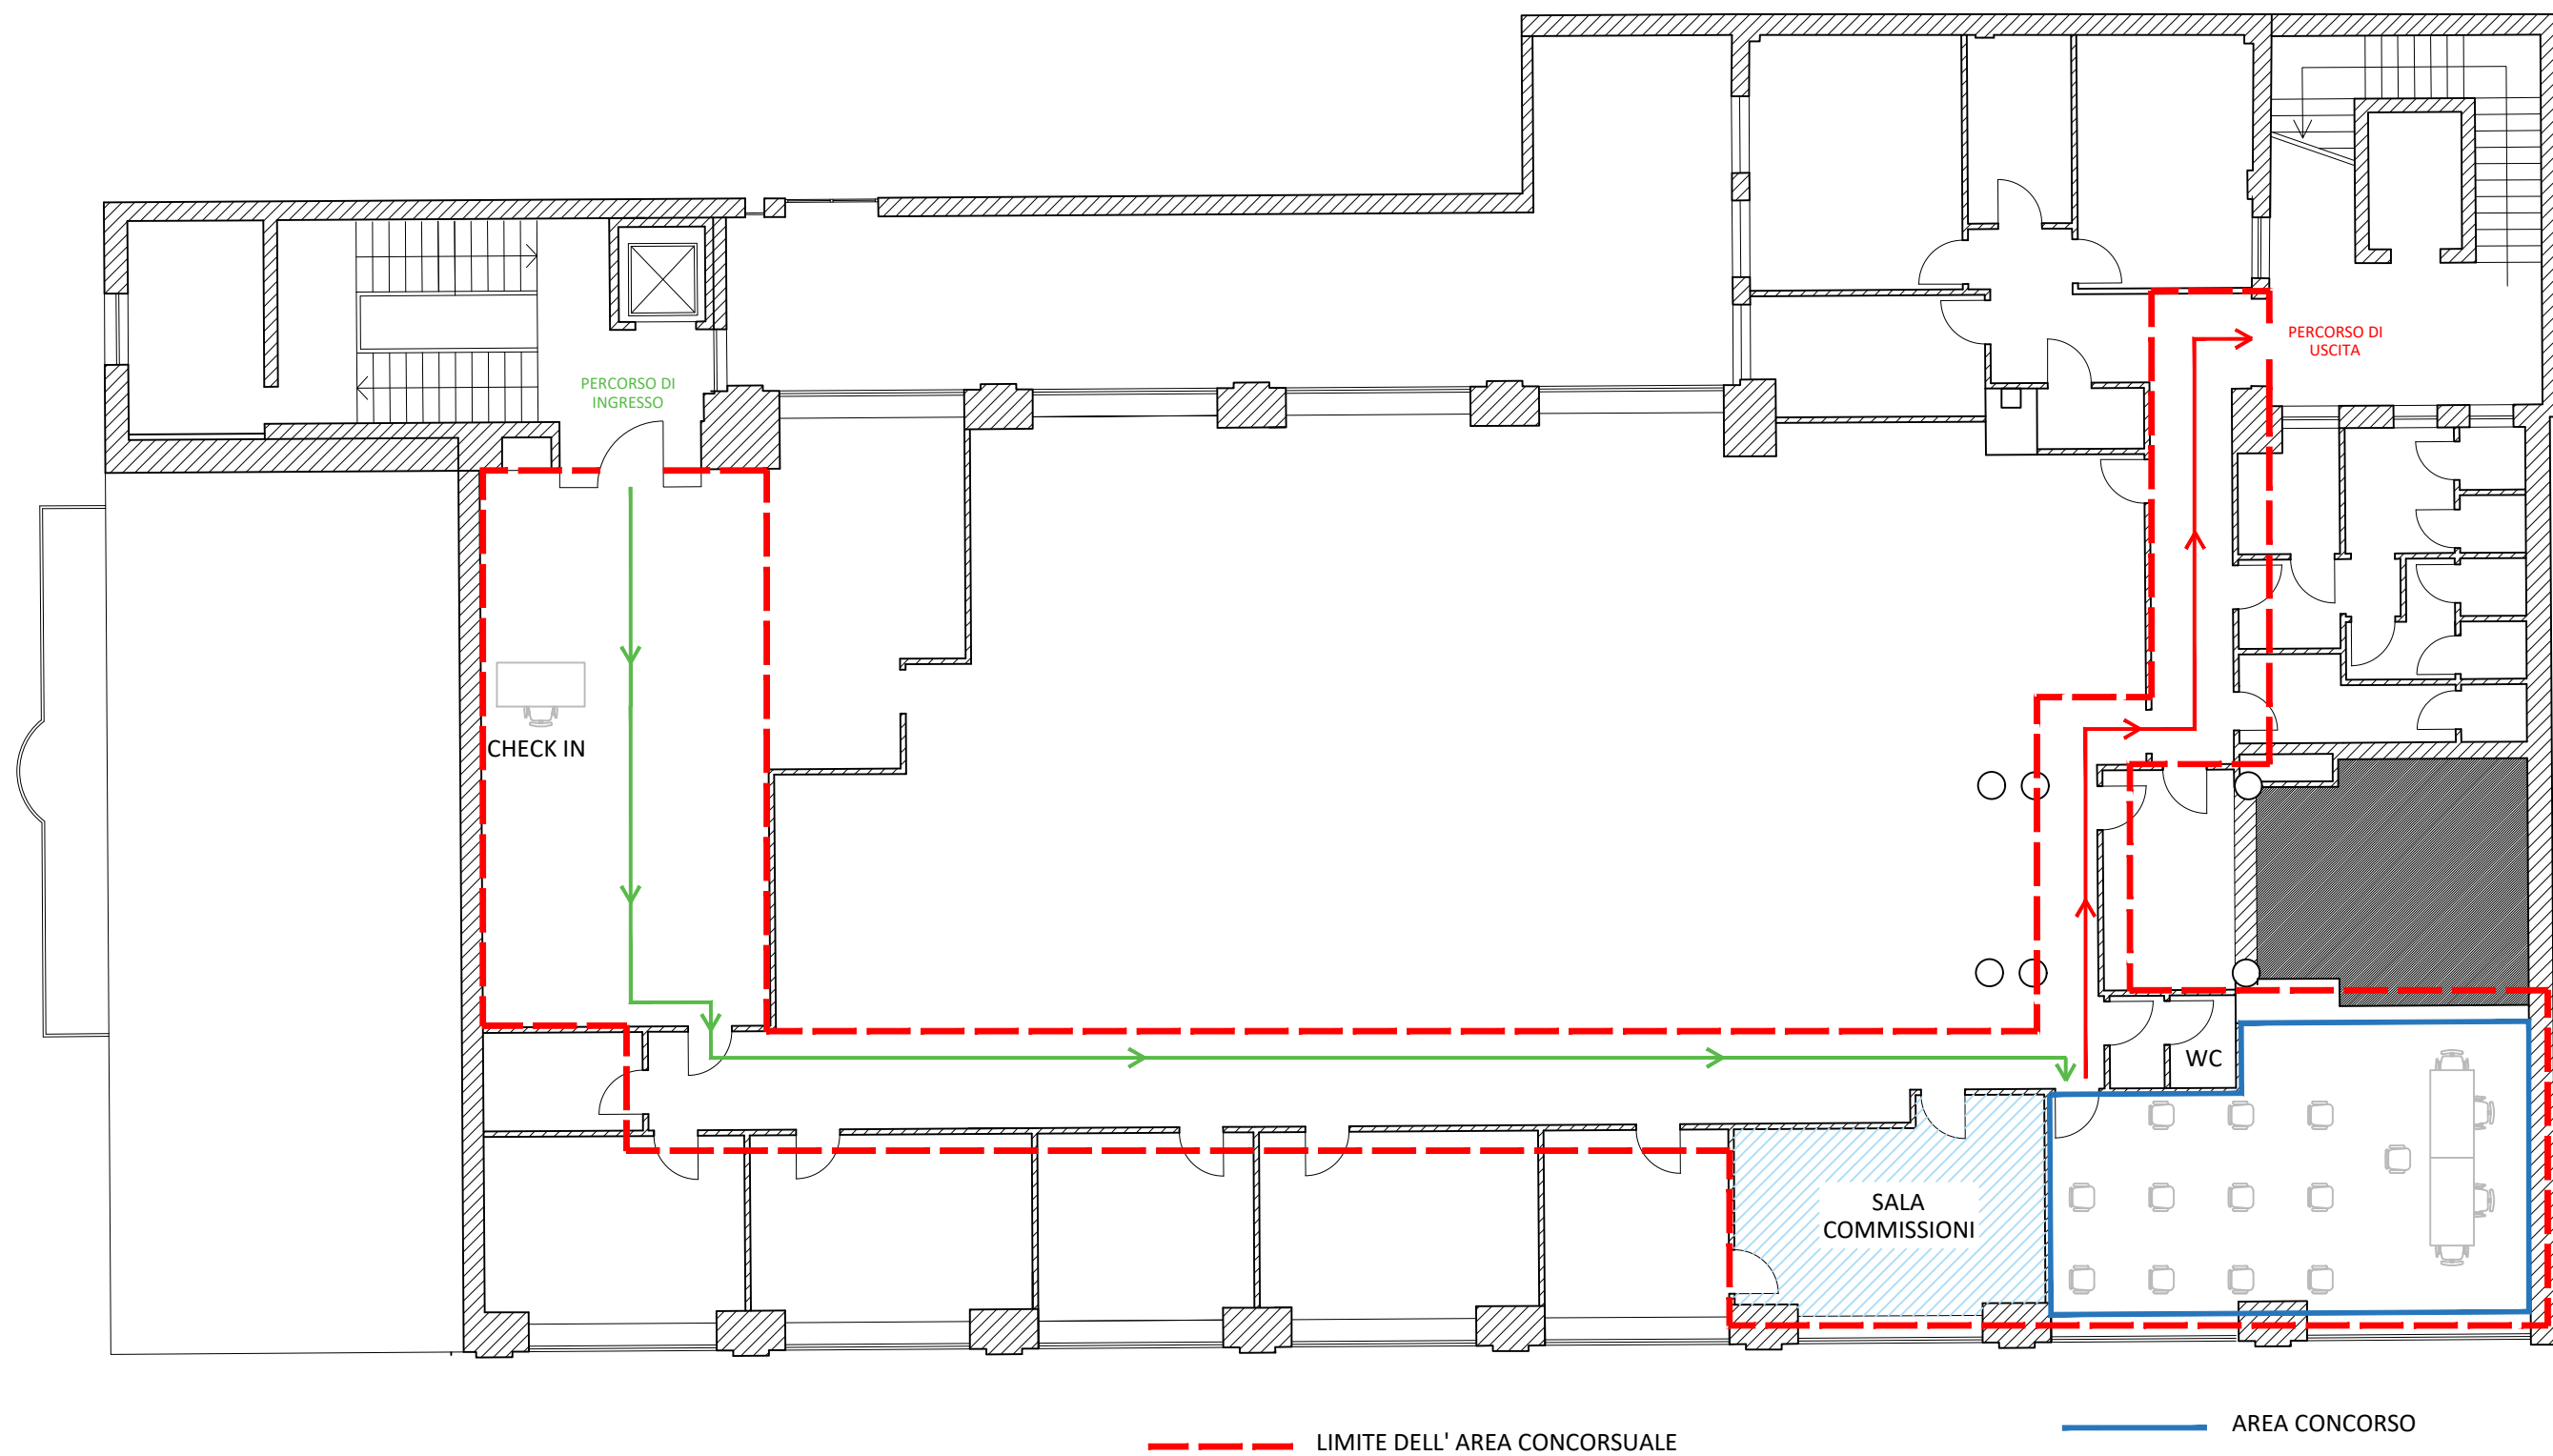 PERCORSO DI
USCITA
PERCORSO DI
INGRESSO
CHECK IN
WC
SALA
COMMISSIONI
AREA CONCORSO
LIMITE DELL' AREA CONCORSUALE